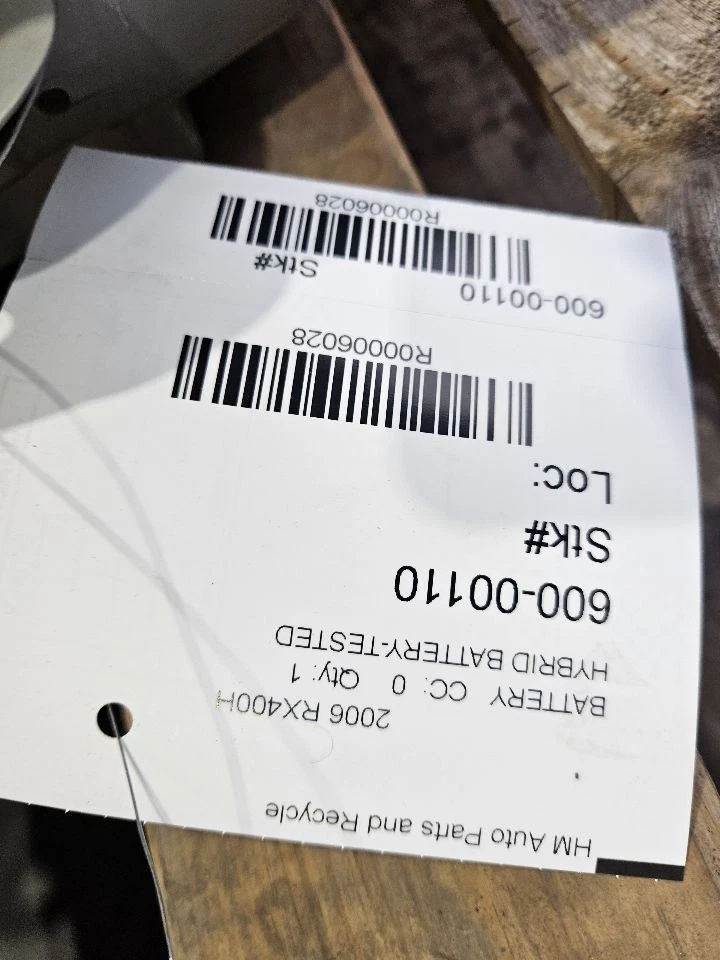 HM Auto Parts and Recycle
2006 RX400H
BATTERY CC: 0 Qty: 1
HYBRID BATTERY-TESTED
600-00110
Stk#
Loc:
R00006028
600-00110 Stk#
R00006028